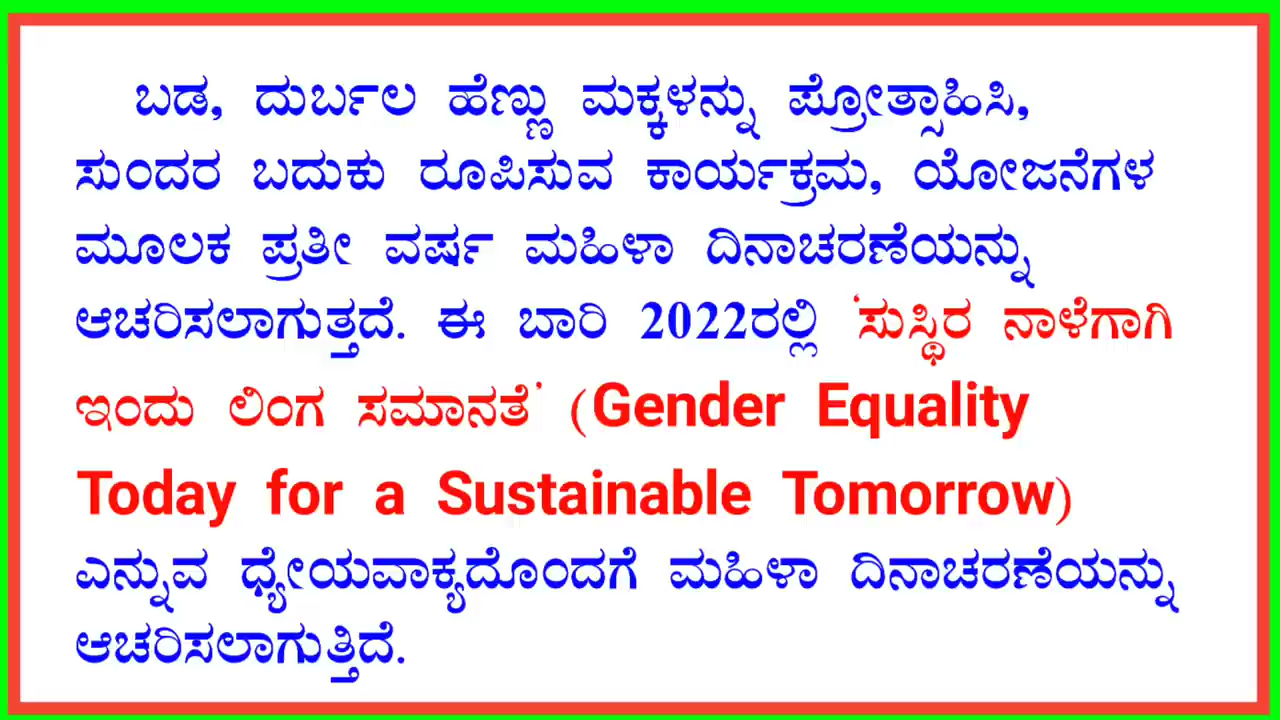 ಬಡ, ದುರ್ಬಲ ಹೆಣ್ಣು ಮಕ್ಕಳನ್ನು ಪ್ರೋತ್ಸಾಹಿಸಿ,
ಸುಂದರ ಬದುಕು ರೂಪಿಸುವ ಕಾರ್ಯಕ್ರಮ, ಯೋಜನೆಗಳ
ಮೂಲಕ ಪ್ರತೀ ವರ್ಷ ಮಹಿಳಾ ದಿನಾಚರಣೆಯನ್ನು
ಆಚರಿಸಲಾಗುತ್ತದೆ. ಈ ಬಾರಿ 2022ರಲ್ಲಿ 'ಸುಸ್ಥಿರ ನಾಳೆಗಾಗಿ
ಇಂದು ಲಿಂಗ ಸಮಾನತೆ' (Gender Equality
Today for a Sustainable Tomorrow)
ಎನ್ನುವ ಧ್ಯೇಯವಾಕ್ಯದೊಂದಗೆ ಮಹಿಳಾ ದಿನಾಚರಣೆಯನ್ನು
ಆಚರಿಸಲಾಗುತ್ತಿದೆ.